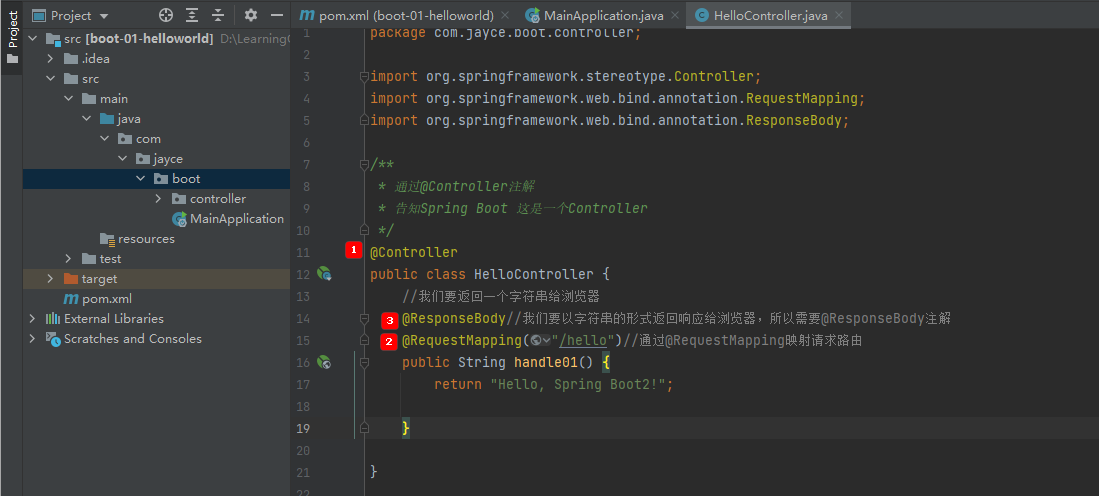 Project
Project
pom.xml (boot-01-helloworld)
MainApplication.java
HelloController.java
src [boot-01-helloworld] D:\Learning
.idea
src
main
java
com
jayce
boot
controller
MainApplication
resources
test
target
pom.xml
External Libraries
Scratches and Consoles
1 package com.jayce.boot.controller;
2
3 import org.springframework.stereotype.Controller;
4 import org.springframework.web.bind.annotation.RequestMapping;
5 import org.springframework.web.bind.annotation.ResponseBody;
6
7 /**
8 * 通过@Controller注解
9 * 告知Spring Boot 这是一个Controller
10 */
11 1 @Controller
12 public class HelloController {
13 //我们要返回一个字符串给浏览器
14 3 @ResponseBody//我们要以字符串的形式返回响应给浏览器，所以需要@ResponseBody注解
15 2 @RequestMapping("/hello")//通过@RequestMapping映射请求路由
16 public String handle01() {
17 return "Hello, Spring Boot2!";
18
19 }
20
21 }